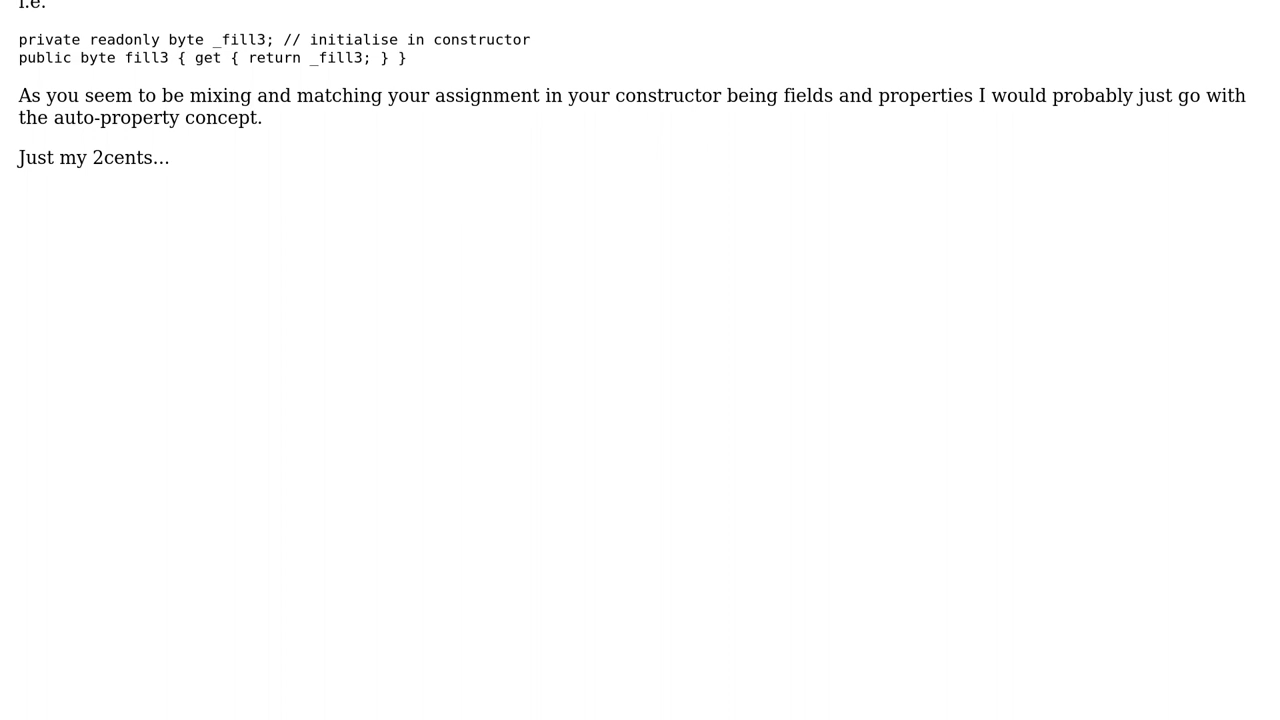 i.e.
private readonly byte _fill3; // initialise in constructor
public byte fill3 { get { return _fill3; } }
As you seem to be mixing and matching your assignment in your constructor being fields and properties I would probably just go with
the auto-property concept.
Just my 2cents...